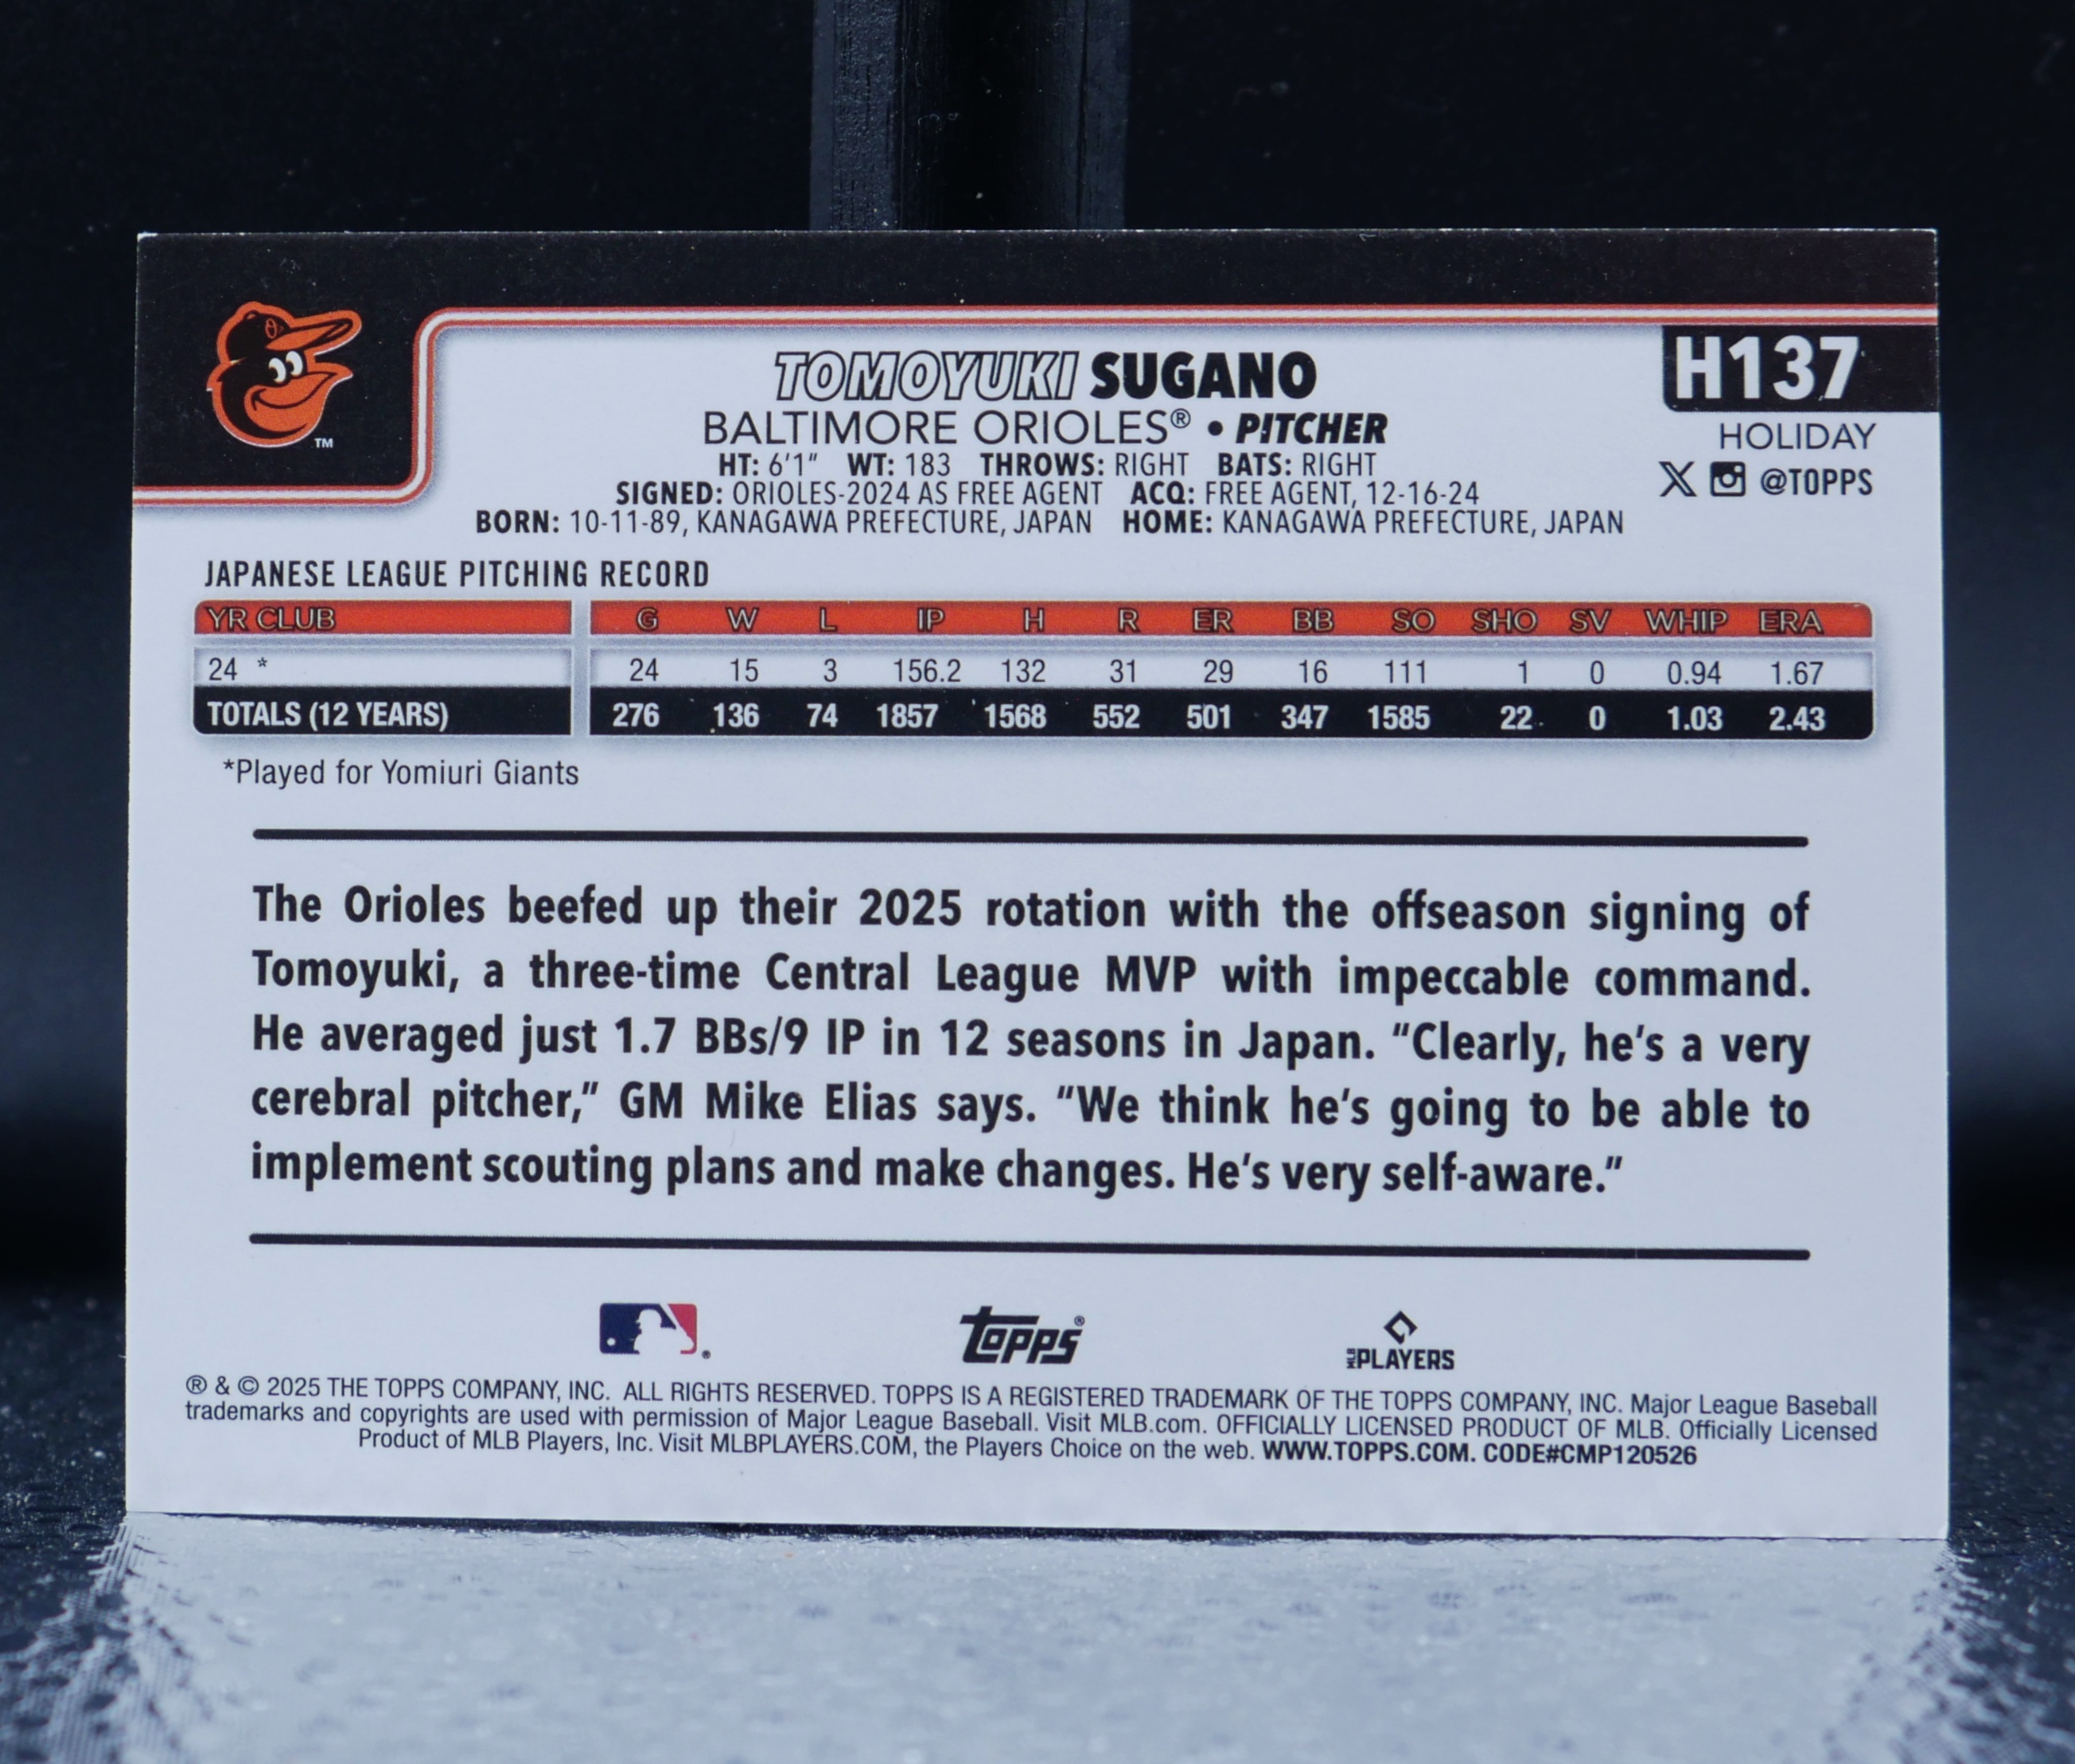 H137
TOMOYUKI SUGANO
BALTIMORE ORIOLES® • PITCHER
HOLIDAY
HT: 6'1" WT: 183 THROWS: RIGHT BATS: RIGHT
@TOPPS
SIGNED: ORIOLES-2024 AS FREE AGENT ACQ: FREE AGENT, 12-16-24
BORN: 10-11-89, KANAGAWA PREFECTURE, JAPAN HOME: KANAGAWA PREFECTURE, JAPAN
TM
JAPANESE LEAGUE PITCHING RECORD
YR CLUB G W L IP H R ER BB SO SHO SV WHIP ERA
24 * 24 15 3 156.2 132 31 29 16 111 1 0 0.94 1.67
TOTALS (12 YEARS) 276 136 74 1857 1568 552 501 347 1585 22 0 1.03 2.43
*Played for Yomiuri Giants
The Orioles beefed up their 2025 rotation with the offseason signing of
Tomoyuki, a three-time Central League MVP with impeccable command.
He averaged just 1.7 BBs/9 IP in 12 seasons in Japan. "Clearly, he's a very
cerebral pitcher," GM Mike Elias says. "We think he's going to be able to
implement scouting plans and make changes. He's very self-aware."
topps®
MLB PLAYERS
® & © 2025 THE TOPPS COMPANY, INC. ALL RIGHTS RESERVED. TOPPS IS A REGISTERED TRADEMARK OF THE TOPPS COMPANY, INC. Major League Baseball
trademarks and copyrights are used with permission of Major League Baseball. Visit MLB.com. OFFICIALLY LICENSED PRODUCT OF MLB. Officially Licensed
Product of MLB Players, Inc. Visit MLBPLAYERS.COM, the Players Choice on the web. WWW.TOPPS.COM. CODE#CMP120526